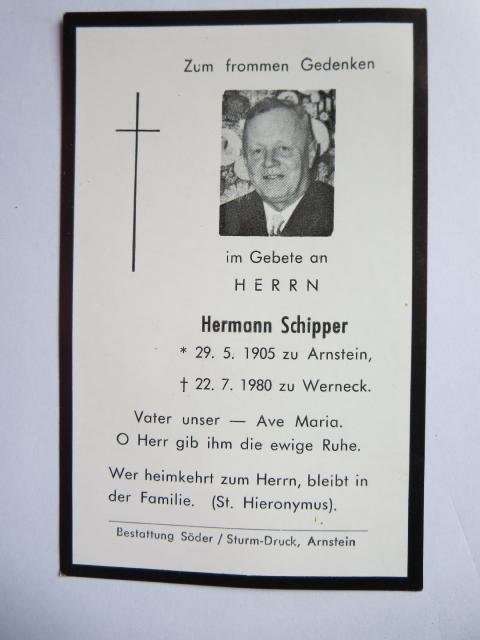 Zum frommen Gedenken
im Gebete an
HERRN
Hermann Schipper
* 29. 5. 1905 zu Arnstein,
† 22. 7. 1980 zu Werneck.
Vater unser — Ave Maria.
O Herr gib ihm die ewige Ruhe.
Wer heimkehrt zum Herrn, bleibt in
der Familie. (St. Hieronymus).
Bestattung Söder / Sturm-Druck, Arnstein